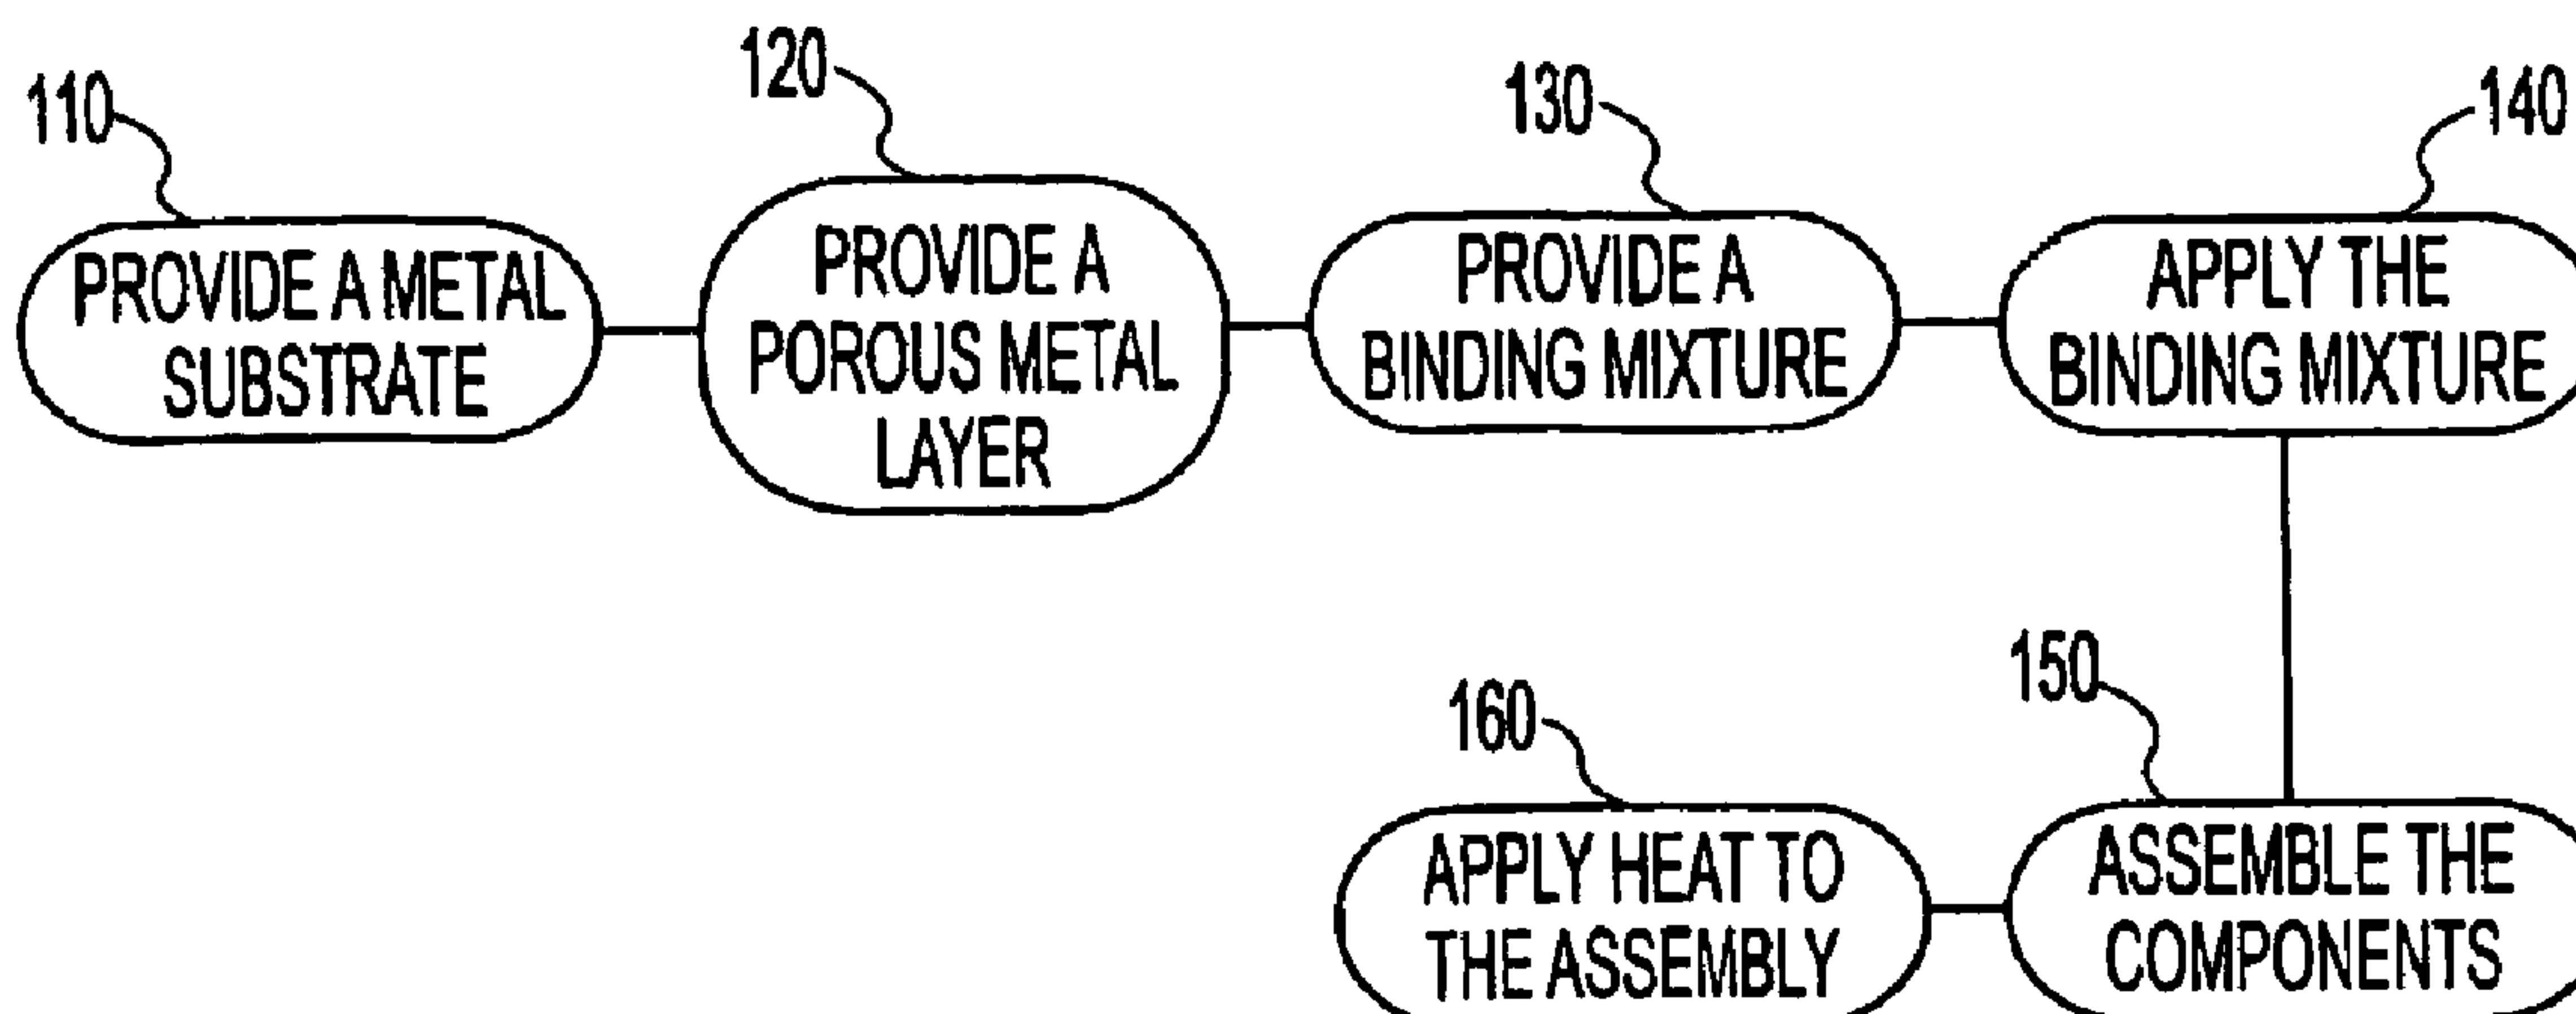 110
PROVIDE A METAL
SUBSTRATE
120
PROVIDE A
POROUS METAL
LAYER
130
PROVIDE A
BINDING MIXTURE
140
APPLY THE
BINDING MIXTURE
150
ASSEMBLE THE
COMPONENTS
160
APPLY HEAT TO
THE ASSEMBLY